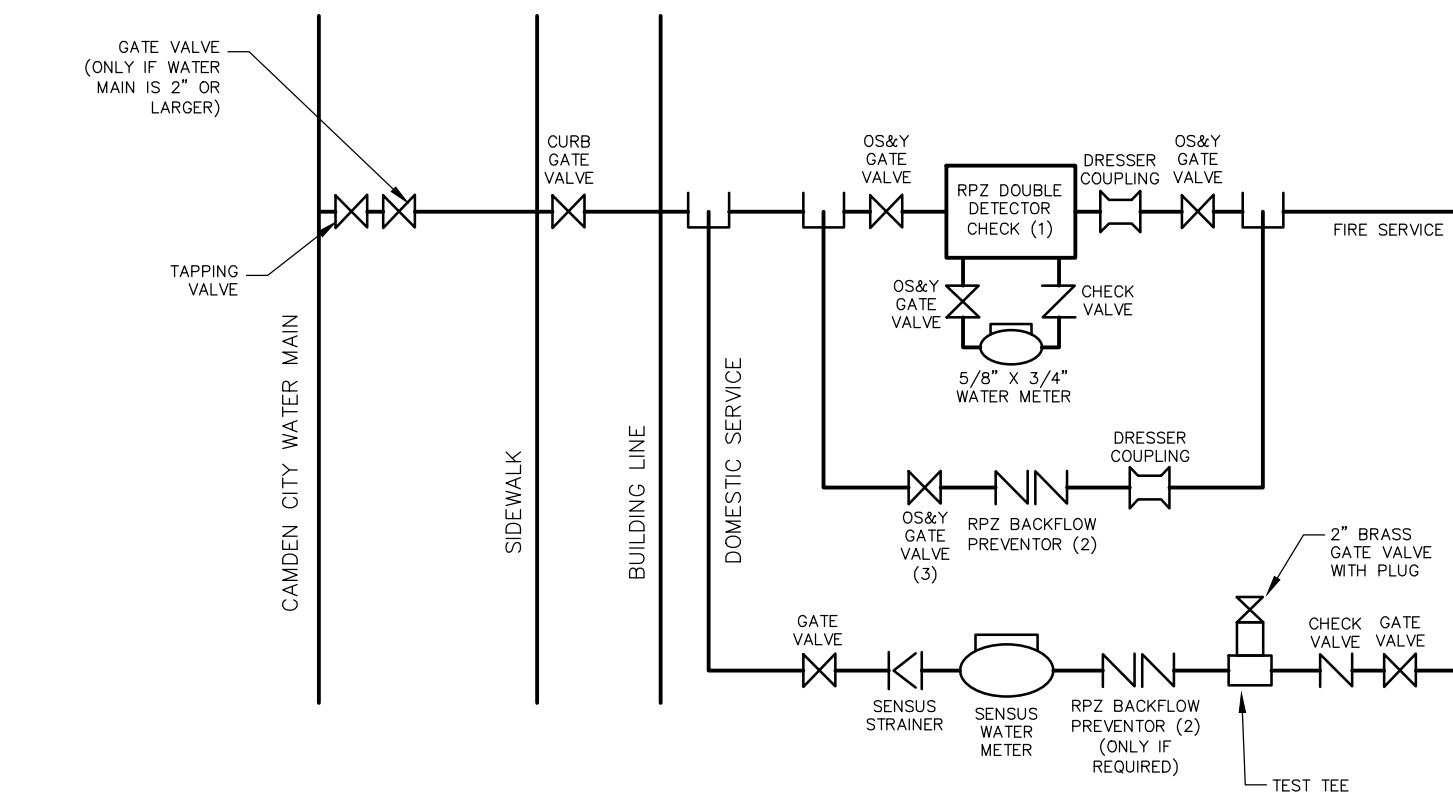 GATE VALVE
(ONLY IF WATER
MAIN IS 2" OR
LARGER)
TAPPING
VALVE
CAMDEN CITY WATER MAIN
SIDEWALK
CURB
GATE
VALVE
BUILDING LINE
DOMESTIC SERVICE
OS&Y
GATE
VALVE
RPZ DOUBLE
DETECTOR
CHECK (1)
DRESSER
COUPLING
OS&Y
GATE
VALVE
FIRE SERVICE
OS&Y
GATE
VALVE
CHECK
VALVE
5/8" X 3/4"
WATER METER
OS&Y
GATE
VALVE
(3)
RPZ BACKFLOW
PREVENTOR (2)
DRESSER
COUPLING
2" BRASS
GATE VALVE
WITH PLUG
GATE
VALVE
SENSUS
STRAINER
SENSUS
WATER
METER
RPZ BACKFLOW
PREVENTOR (2)
(ONLY IF
REQUIRED)
TEST TEE
CHECK
VALVE
GATE
VALVE